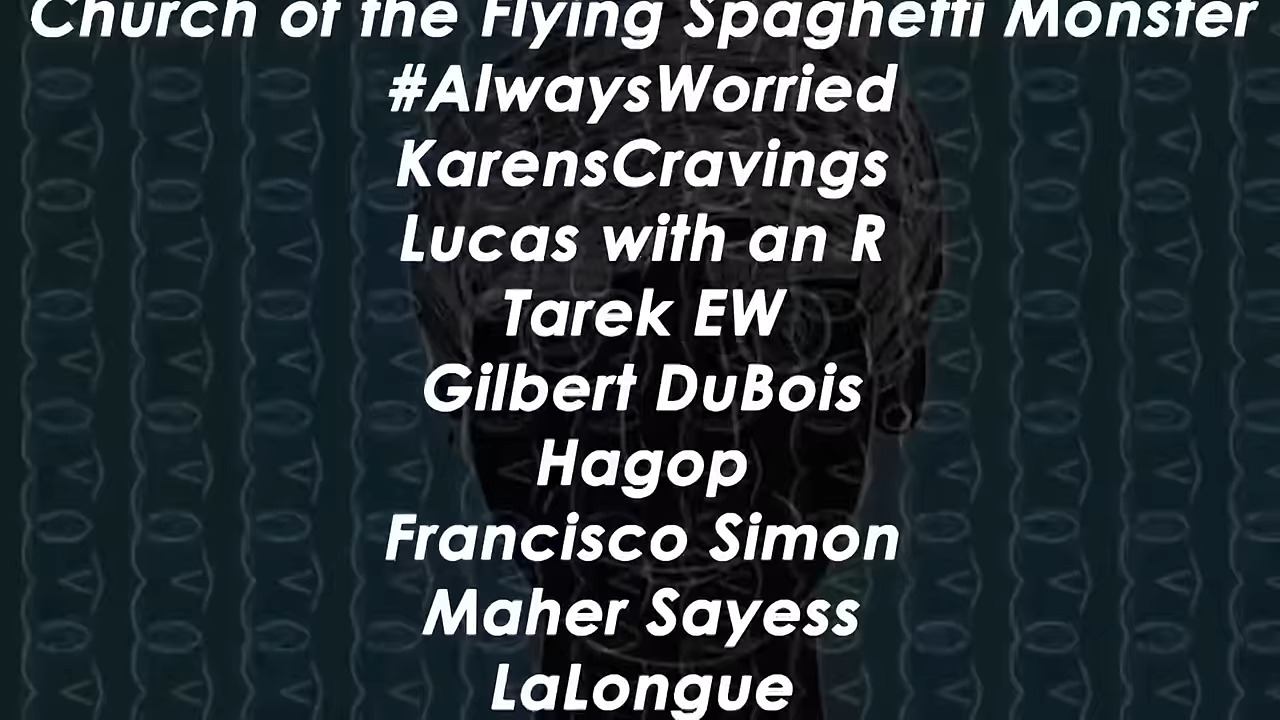 Church of the Flying Spaghetti Monster
#AlwaysWorried
KarensCravings
Lucas with an R
Tarek EW
Gilbert DuBois
Hagop
Francisco Simon
Maher Sayess
LaLongue